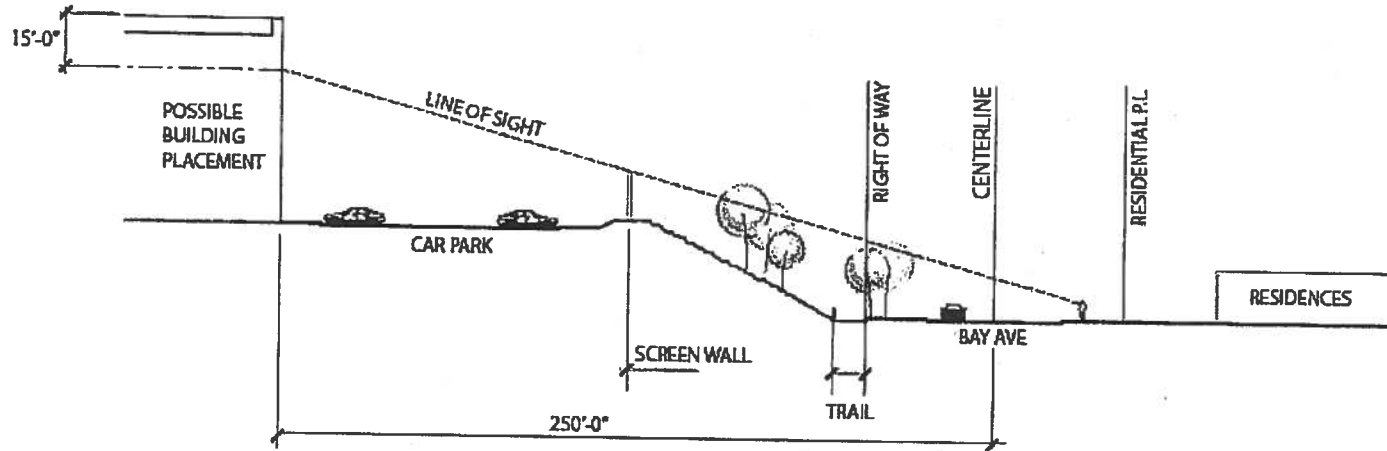 15'-0"
POSSIBLE
BUILDING
PLACEMENT
LINE OF SIGHT
RIGHT OF WAY
CENTERLINE
RESIDENTIAL P.L.
CAR PARK
RESIDENCES
BAY AVE
SCREEN WALL
TRAIL
250'-0"